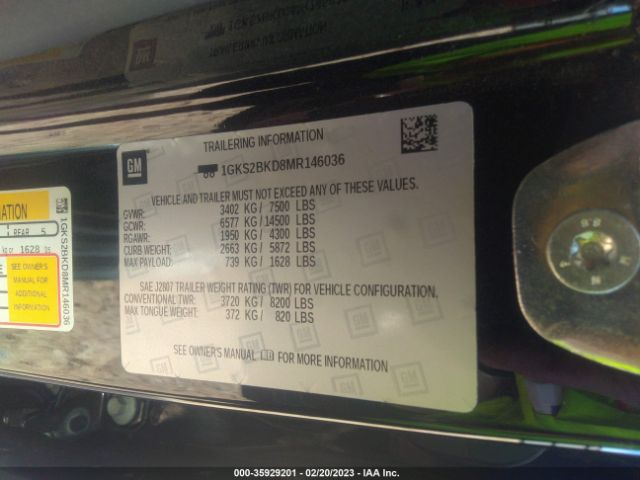 GM
TRAILERING INFORMATION
1GKS2BKD8MR146036
VEHICLE AND TRAILER MUST NOT EXCEED ANY OF THESE VALUES.
GVWR: 3402 KG / 7500 LBS
GCWR: 6577 KG / 14500 LBS
RGAWR: 1950 KG / 4300 LBS
CURB WEIGHT: 2663 KG / 5872 LBS
MAX PAYLOAD: 739 KG / 1628 LBS
SAE J2807 TRAILER WEIGHT RATING (TWR) FOR VEHICLE CONFIGURATION.
CONVENTIONAL TWR: 3720 KG / 8200 LBS
MAX TONGUE WEIGHT: 372 KG / 820 LBS
SEE OWNER'S MANUAL FOR MORE INFORMATION
REAR 5
kg or 1628
SEE OWNER'S
MANUAL FOR
ADDITIONAL
INFORMATION
1GKS2BKD8MR146036
000-35929201 - 02/20/2023 - IAA Inc.